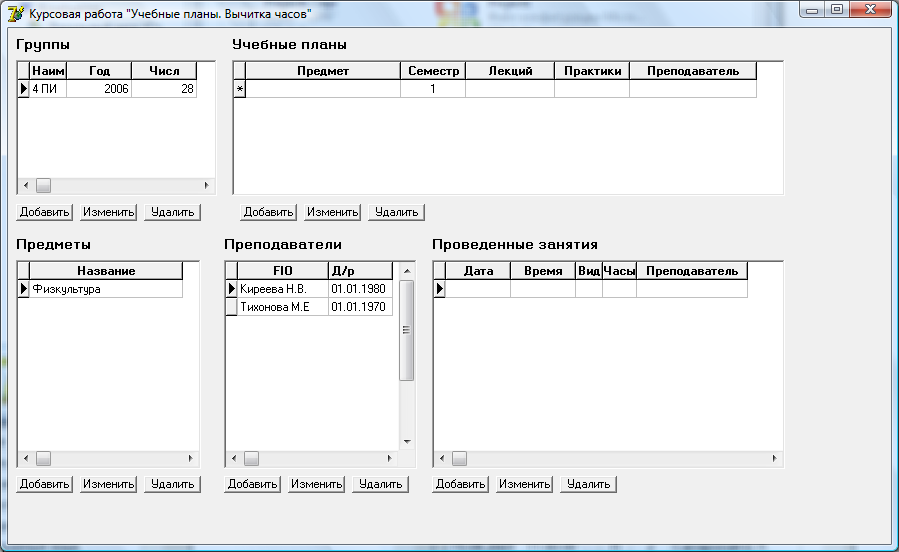 Курсовая работа "Учебные планы. Вычитка часов"
Группы
Наим Год Числ
4 ПИ 2006 28
Добавить Изменить Удалить
Учебные планы
Предмет Семестр Лекций Практики Преподаватель
* 1
Добавить Изменить Удалить
Предметы
Название
Физкультура
Добавить Изменить Удалить
Преподаватели
FIO Д/р
Киреева Н.В. 01.01.1980
Тихонова М.Е 01.01.1970
Добавить Изменить Удалить
Проведенные занятия
Дата Время Вид Часы Преподаватель
Добавить Изменить Удалить